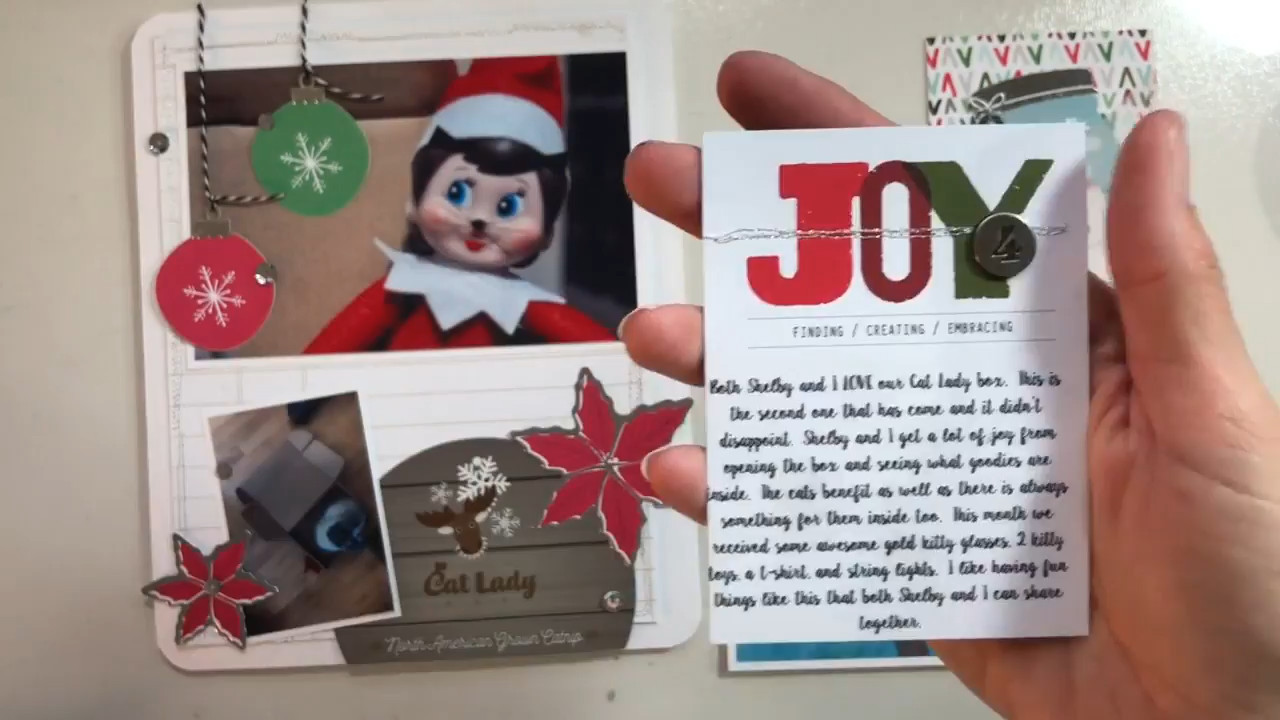 JOY
4
FINDING / CREATING / EMBRACING
Both Shelby and I LOVE our Cat Lady box. This is
the second one that has come and it didn't
disappoint. Shelby and I get a lot of joy from
opening the box and seeing what goodies are
inside. The cats benefit as well as there is always
something for them inside too. This month we
received some awesome gold kitty glasses, 2 kitty
toys, a t-shirt, and string lights. I like having fun
things like this that both Shelby and I can share
together.
Cat Lady
North American Grown Catnip